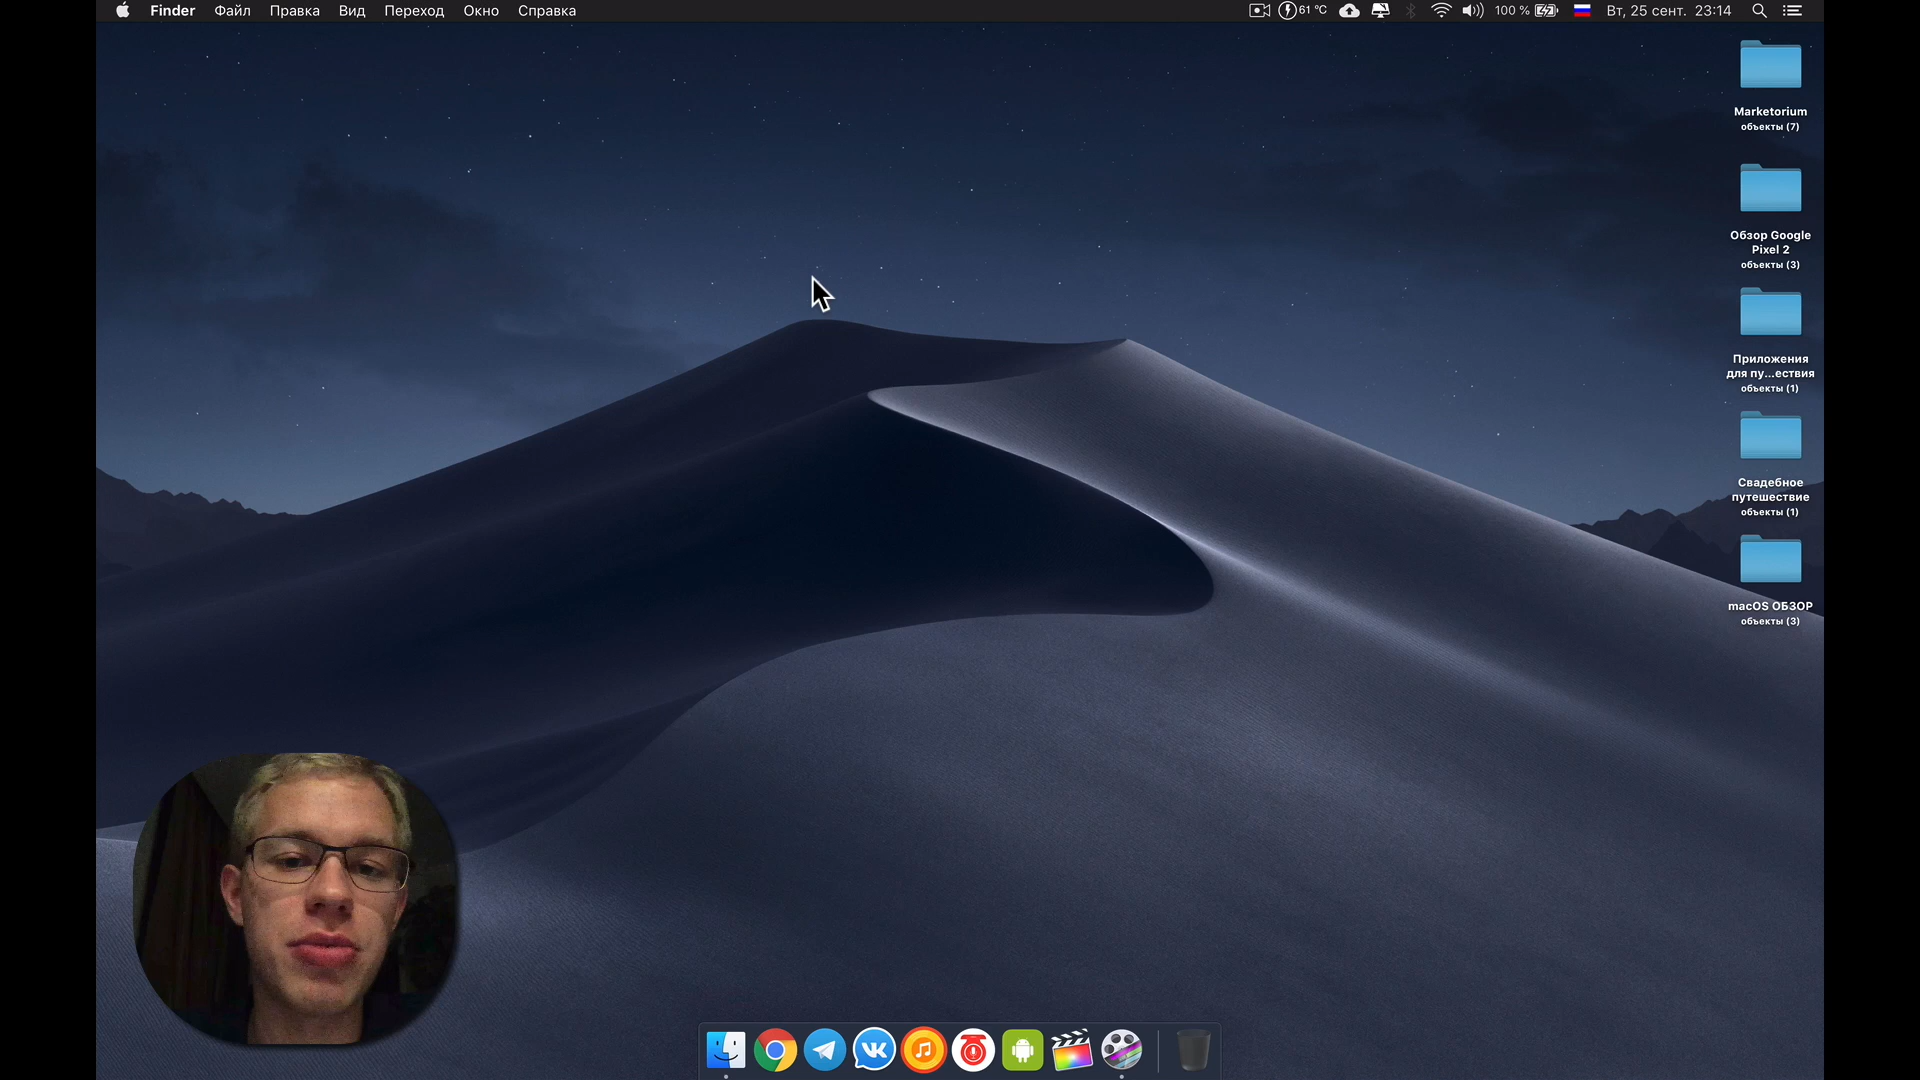 Finder Файл Правка Вид Переход Окно Справка 61 °C 100 % Вт, 25 сент. 23:14
Marketorium
объекты (7)
Обзор Google
Pixel 2
объекты (3)
Приложения
для пу...ествия
объекты (1)
Свадебное
путешествие
объекты (1)
macOS ОБЗОР
объекты (3)